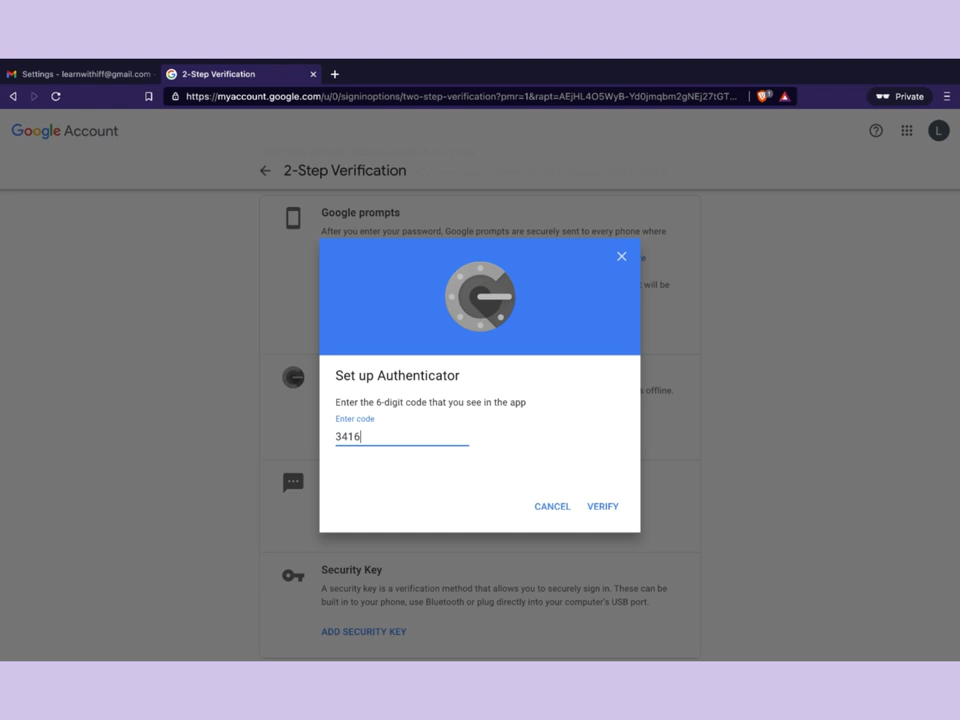 Settings - learnwithiff@gmail.com
2-Step Verification
https://myaccount.google.com/u/0/signinoptions/two-step-verification?pmr=1&rapt=AEjHL4O5WyB-Yd0jmqbm2gNEj27tGT...
Private
Google Account
L
2-Step Verification
Google prompts
After you enter your password, Google prompts are securely sent to every phone where
will be
Set up Authenticator
s offline.
Enter the 6-digit code that you see in the app
Enter code
3416
CANCEL VERIFY
Security Key
A security key is a verification method that allows you to securely sign in. These can be
built in to your phone, use Bluetooth or plug directly into your computer's USB port.
ADD SECURITY KEY